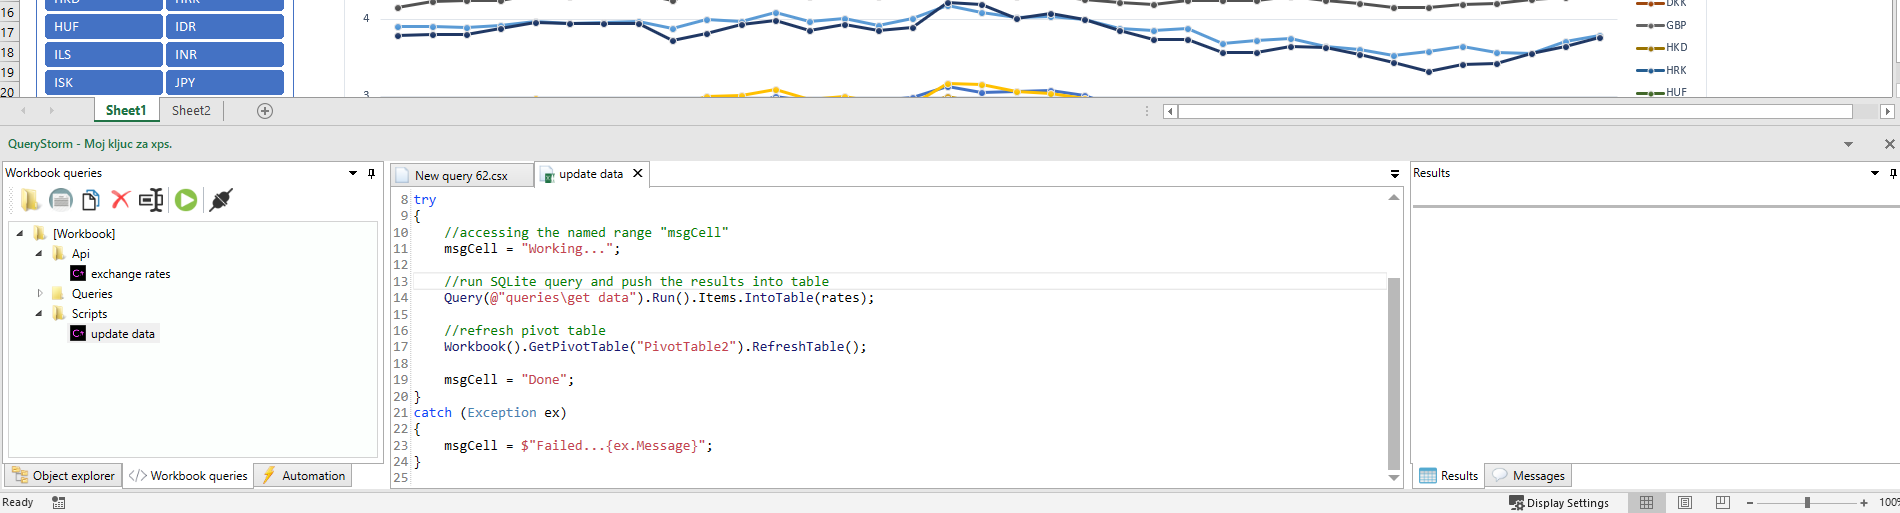 16
17
18
19
20
HKD HRK
HUF IDR
ILS INR
ISK JPY
4
3
DKK
GBP
HKD
HRK
HUF
Sheet1 Sheet2
QueryStorm - Moj kljuc za xps.
Workbook queries
[Workbook]
Api
C# exchange rates
Queries
Scripts
C# update data
Object explorer </> Workbook queries Automation
New query 62.csx update data
8 try
9 {
10 //accessing the named range "msgCell"
11 msgCell = "Working...";
12
13 //run SQLite query and push the results into table
14 Query(@"queries\get data").Run().Items.IntoTable(rates);
15
16 //refresh pivot table
17 Workbook().GetPivotTable("PivotTable2").RefreshTable();
18
19 msgCell = "Done";
20 }
21 catch (Exception ex)
22 {
23 msgCell = $"Failed...{ex.Message}";
24 }
25
Results
Results Messages
Ready
Display Settings
100%